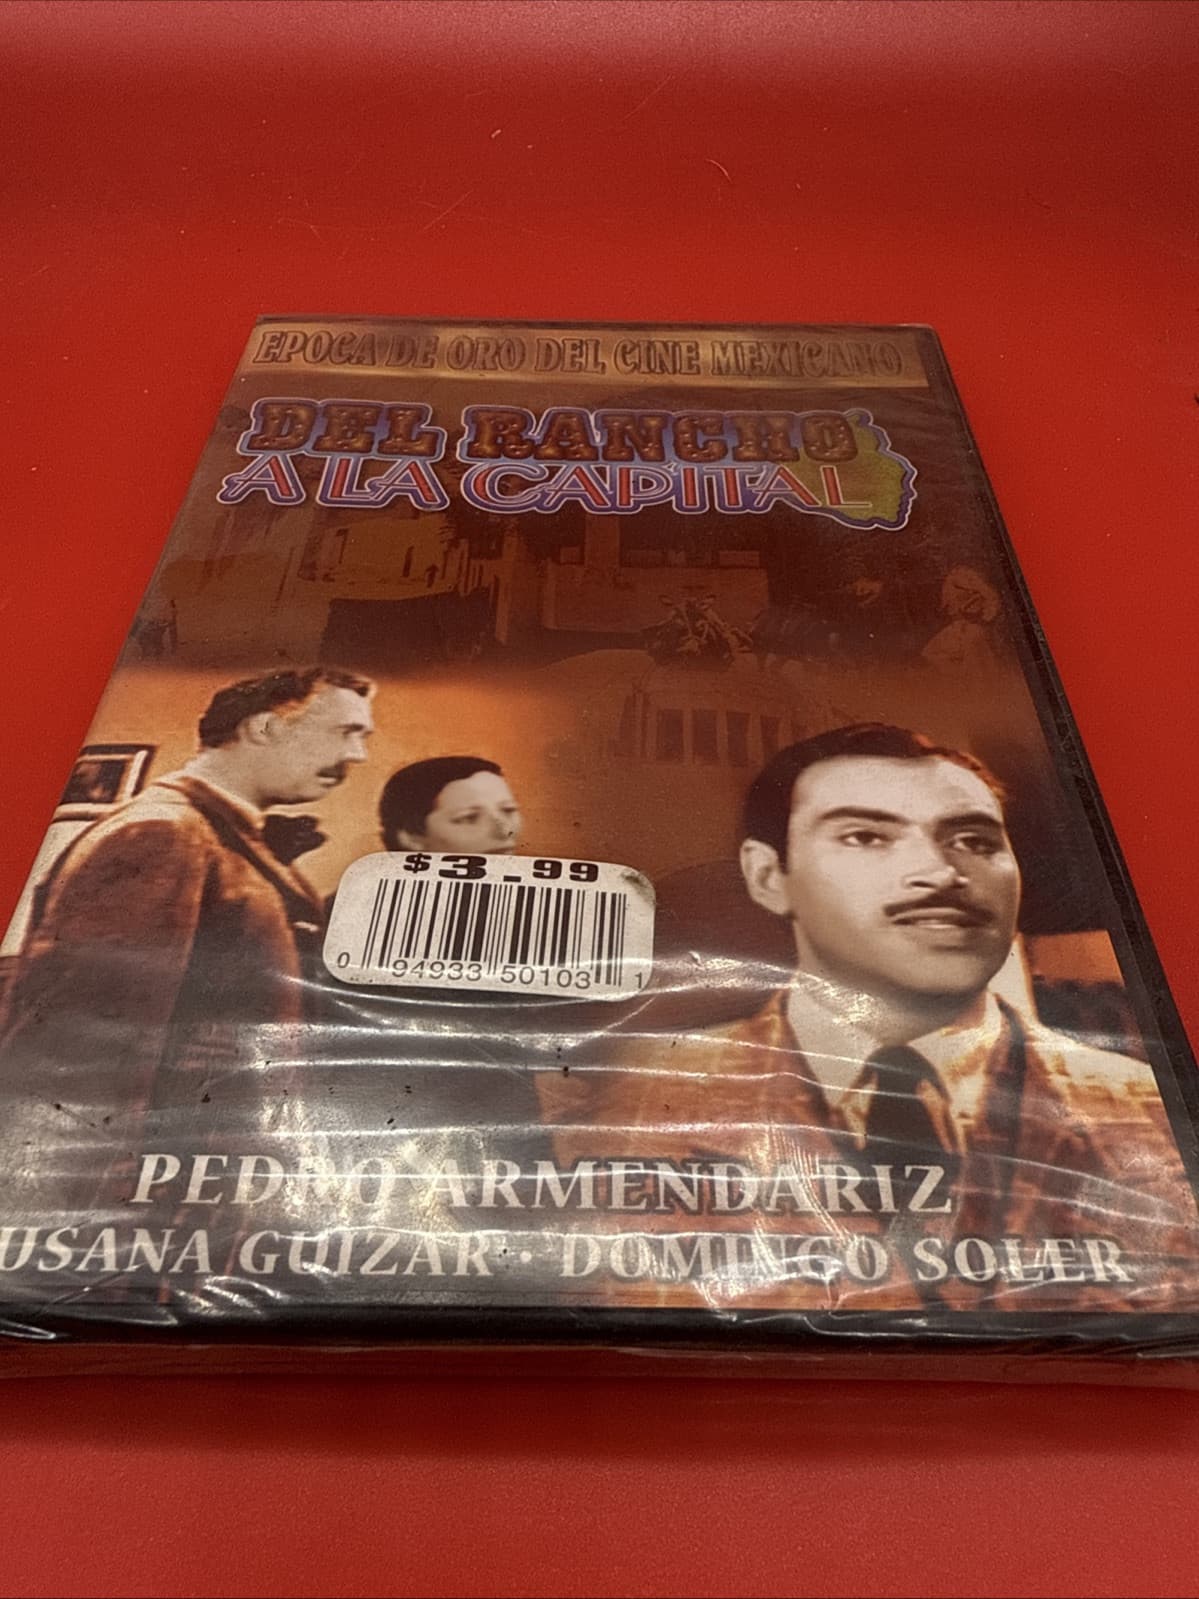 EPOCA DE ORO DEL CINE MEXICANO
DEL RANCHO
A LA CAPITAL
$3.99
0 94933 50103 1
PEDRO ARMENDARIZ
USANA GUIZAR · DOMINGO SOLER